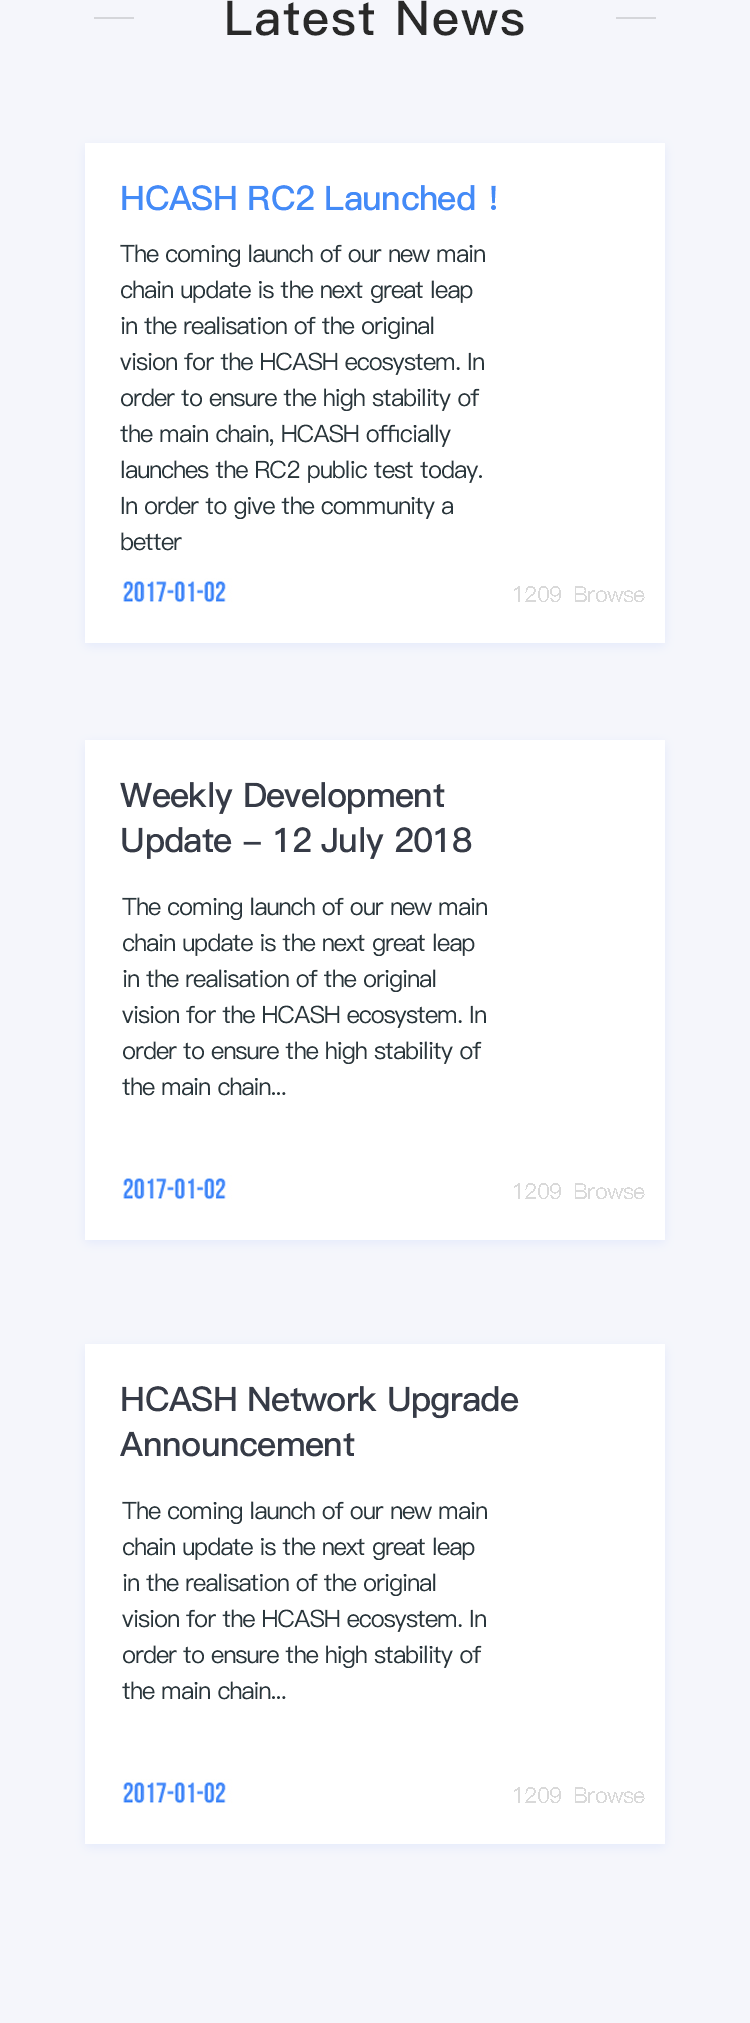 Latest News
HCASH RC2 Launched !
The coming launch of our new main
chain update is the next great leap
in the realisation of the original
vision for the HCASH ecosystem. In
order to ensure the high stability of
the main chain, HCASH officially
launches the RC2 public test today.
In order to give the community a
better
2017-01-02 1209 Browse
Weekly Development
Update – 12 July 2018
The coming launch of our new main
chain update is the next great leap
in the realisation of the original
vision for the HCASH ecosystem. In
order to ensure the high stability of
the main chain...
2017-01-02 1209 Browse
HCASH Network Upgrade
Announcement
The coming launch of our new main
chain update is the next great leap
in the realisation of the original
vision for the HCASH ecosystem. In
order to ensure the high stability of
the main chain...
2017-01-02 1209 Browse